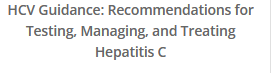 HCV Guidance: Recommendations for
Testing, Managing, and Treating
Hepatitis C